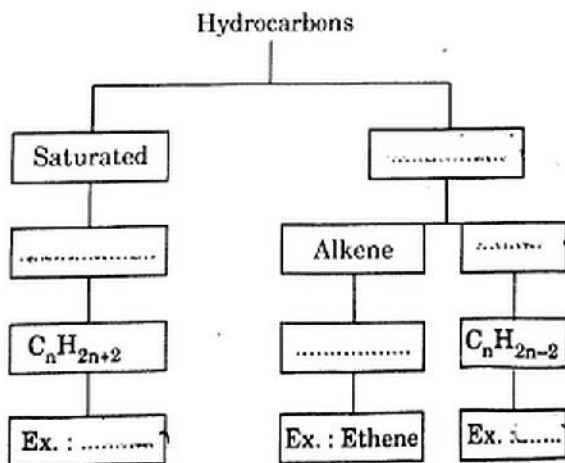 Hydrocarbons
Saturated
....................
....................
Alkene
............
CₙH₂ₙ₊₂
..................
CₙH₂ₙ₋₂
Ex. : ............
Ex. : Ethene
Ex. : ........